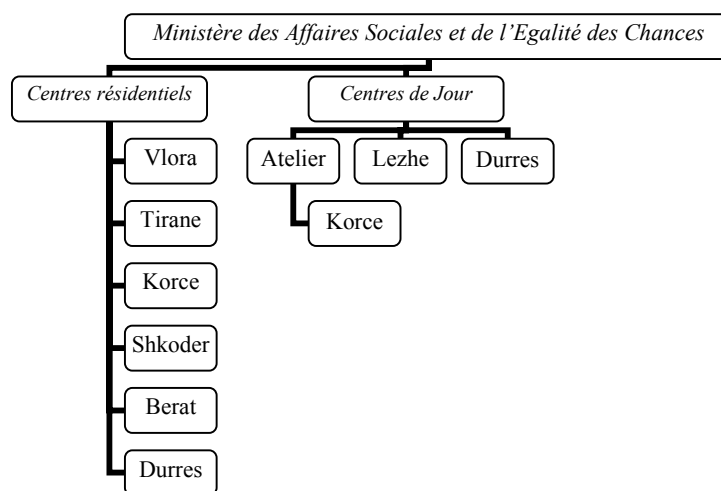 Ministère des Affaires Sociales et de l'Egalité des Chances
Centres résidentiels
Centres de Jour
Vlora
Tirane
Korce
Shkoder
Berat
Durres
Atelier
Lezhe
Durres
Korce